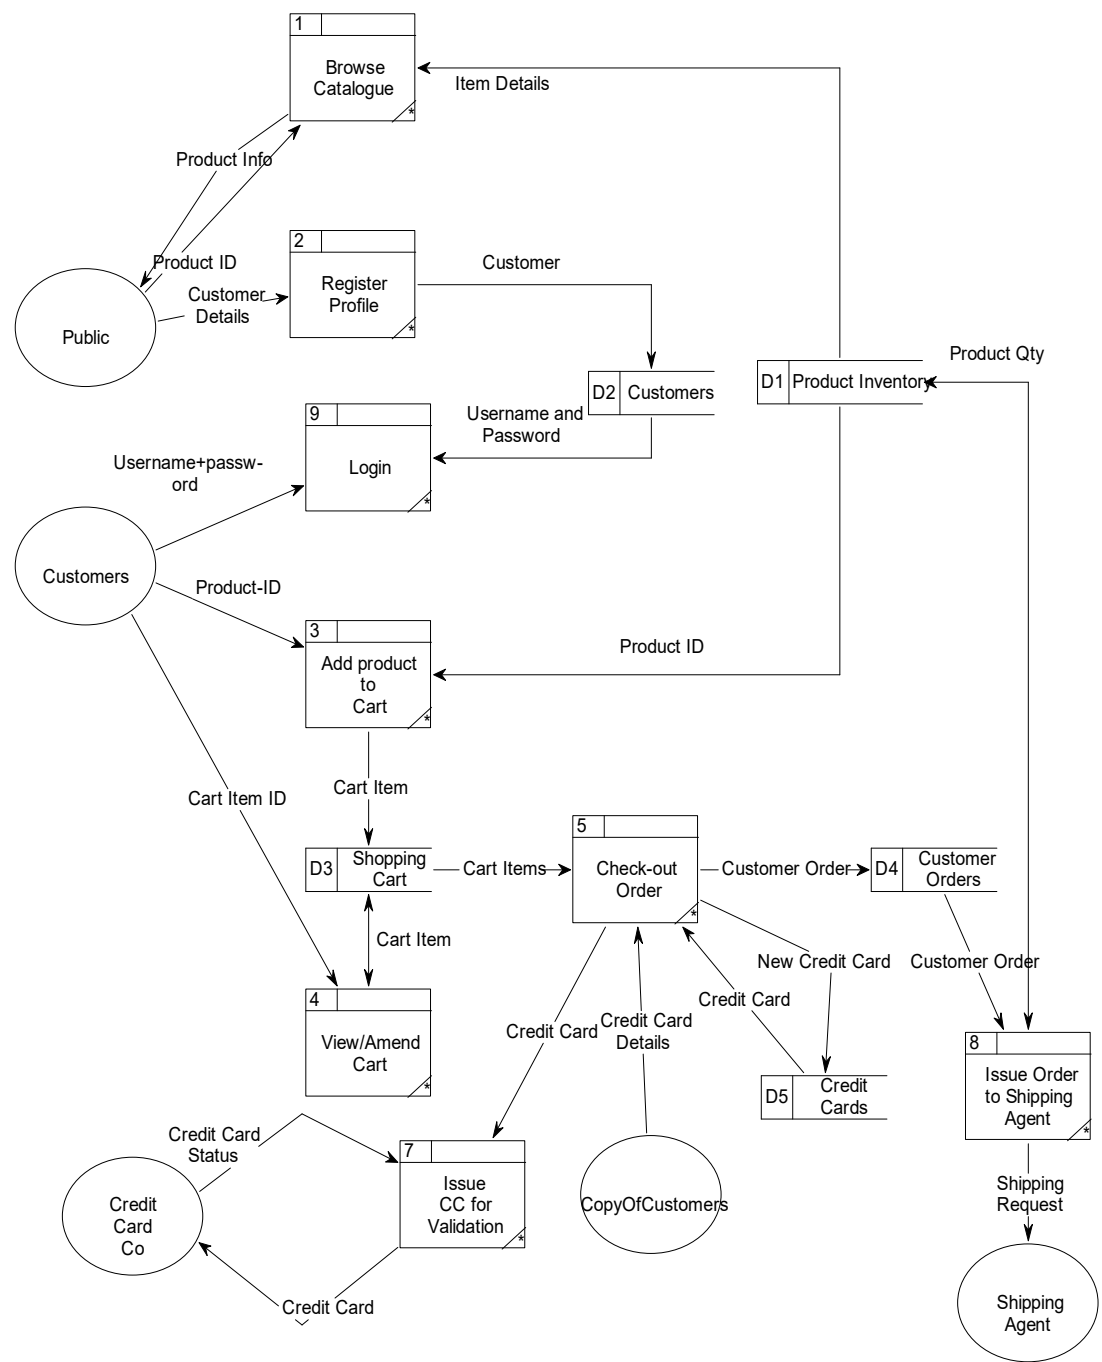 1
Browse
Catalogue
*
Item Details
Product Info
Product ID
2
Register
Profile
*
Customer
Customer
Details
Public
Product Qty
D1 Product Inventory
D2 Customers
Username and
Password
9
Login
*
Username+passw-
ord
Customers
Product-ID
3
Add product
to
Cart
*
Product ID
Cart Item ID
Cart Item
D3 Shopping
Cart
Cart Items
5
Check-out
Order
*
Customer Order
D4 Customer
Orders
Cart Item
New Credit Card
Customer Order
4
View/Amend
Cart
*
Credit Card
Credit Card
Details
Credit Card
D5 Credit
Cards
8
Issue Order
to Shipping
Agent
*
Credit Card
Status
7
Issue
CC for
Validation
*
Credit
Card
Co
CopyOfCustomers
Shipping
Request
Credit Card
Shipping
Agent